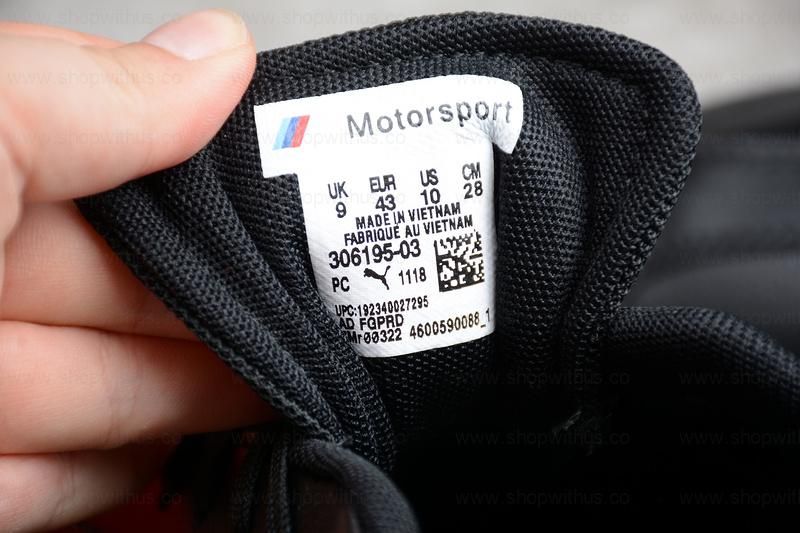 Motorsport
UK EUR US CM
9 43 10 28
MADE IN VIETNAM
FABRIQUE AU VIETNAM
306195-03
PC 1118
UPC:192340027295
AD FGPRD
Mr00322 4600590088_1
www.shopwithus.co